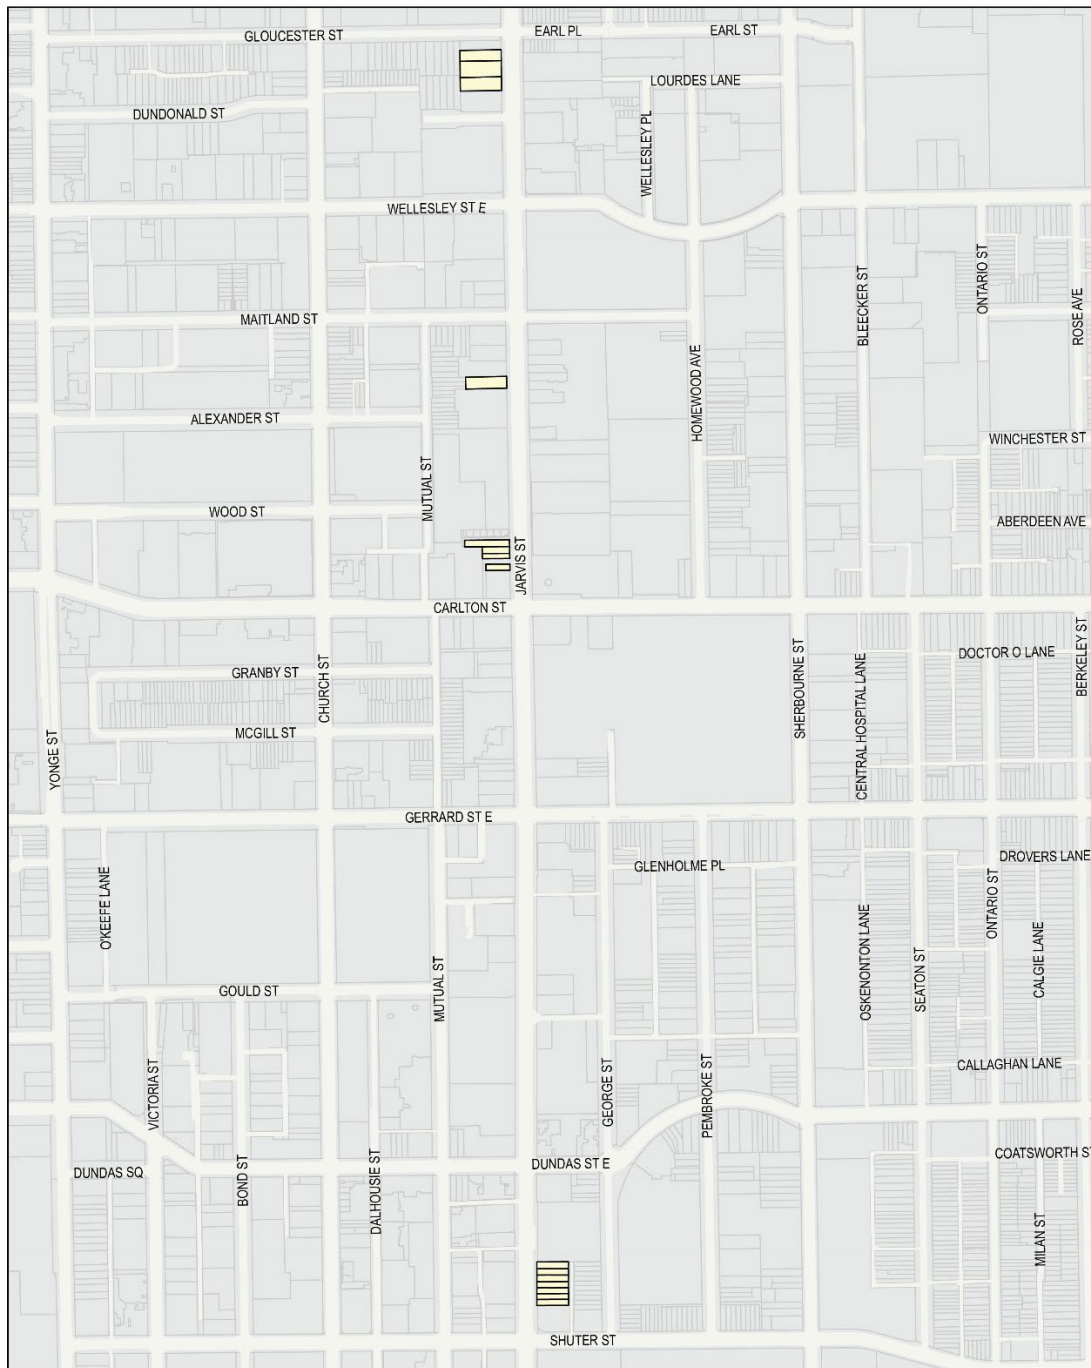 GLOUCESTER ST
EARL PL
EARL ST
LOURDES LANE
DUNDONALD ST
WELLESLEY PL
WELLESLEY ST E
ONTARIO ST
BLEECKER ST
ROSE AVE
MAITLAND ST
HOMEWOOD AVE
ALEXANDER ST
WINCHESTER ST
MUTUAL ST
WOOD ST
ABERDEEN AVE
JARVIS ST
CARLTON ST
DOCTOR O LANE
BERKELEY ST
GRANBY ST
CHURCH ST
SHERBOURNE ST
CENTRAL HOSPITAL LANE
MCGILL ST
YONGE ST
GERRARD ST E
DROVERS LANE
GLENHOLME PL
O'KEEFE LANE
ONTARIO ST
OSKENONTON LANE
SEATON ST
CALGIE LANE
MUTUAL ST
GOULD ST
VICTORIA ST
GEORGE ST
PEMBROKE ST
CALLAGHAN LANE
COATSWORTH ST
DUNDAS ST E
DUNDAS SQ
BOND ST
DALHOUSE ST
MILAN ST
SHUTER ST